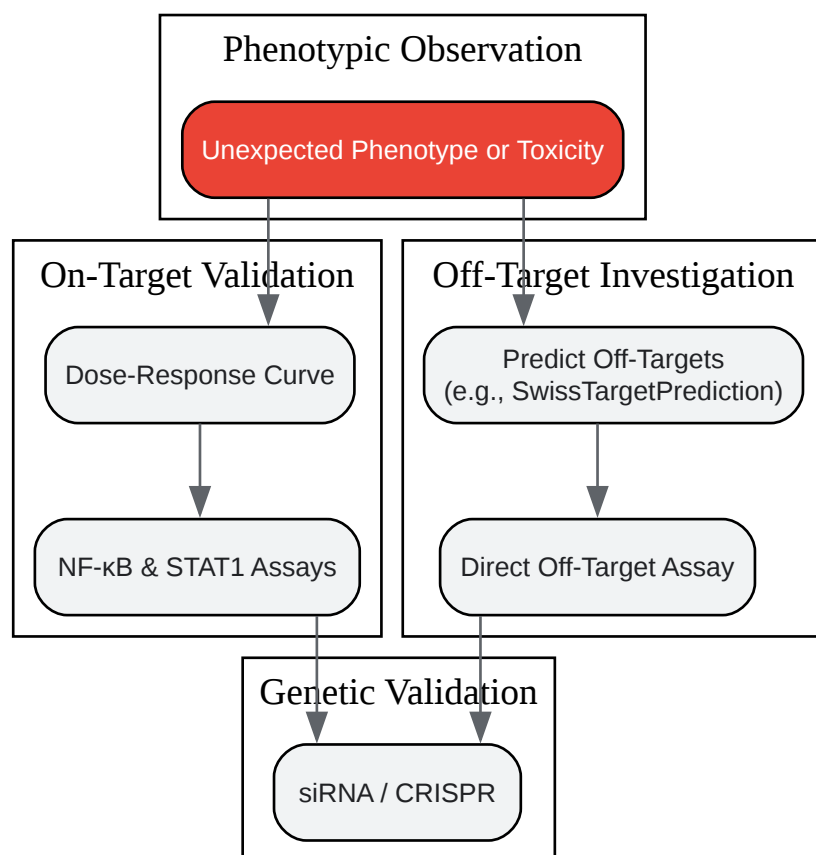 Phenotypic Observation
Unexpected Phenotype or Toxicity
On-Target Validation
Dose-Response Curve
NF-κB & STAT1 Assays
Off-Target Investigation
Predict Off-Targets
(e.g., SwissTargetPrediction)
Direct Off-Target Assay
Genetic Validation
siRNA / CRISPR